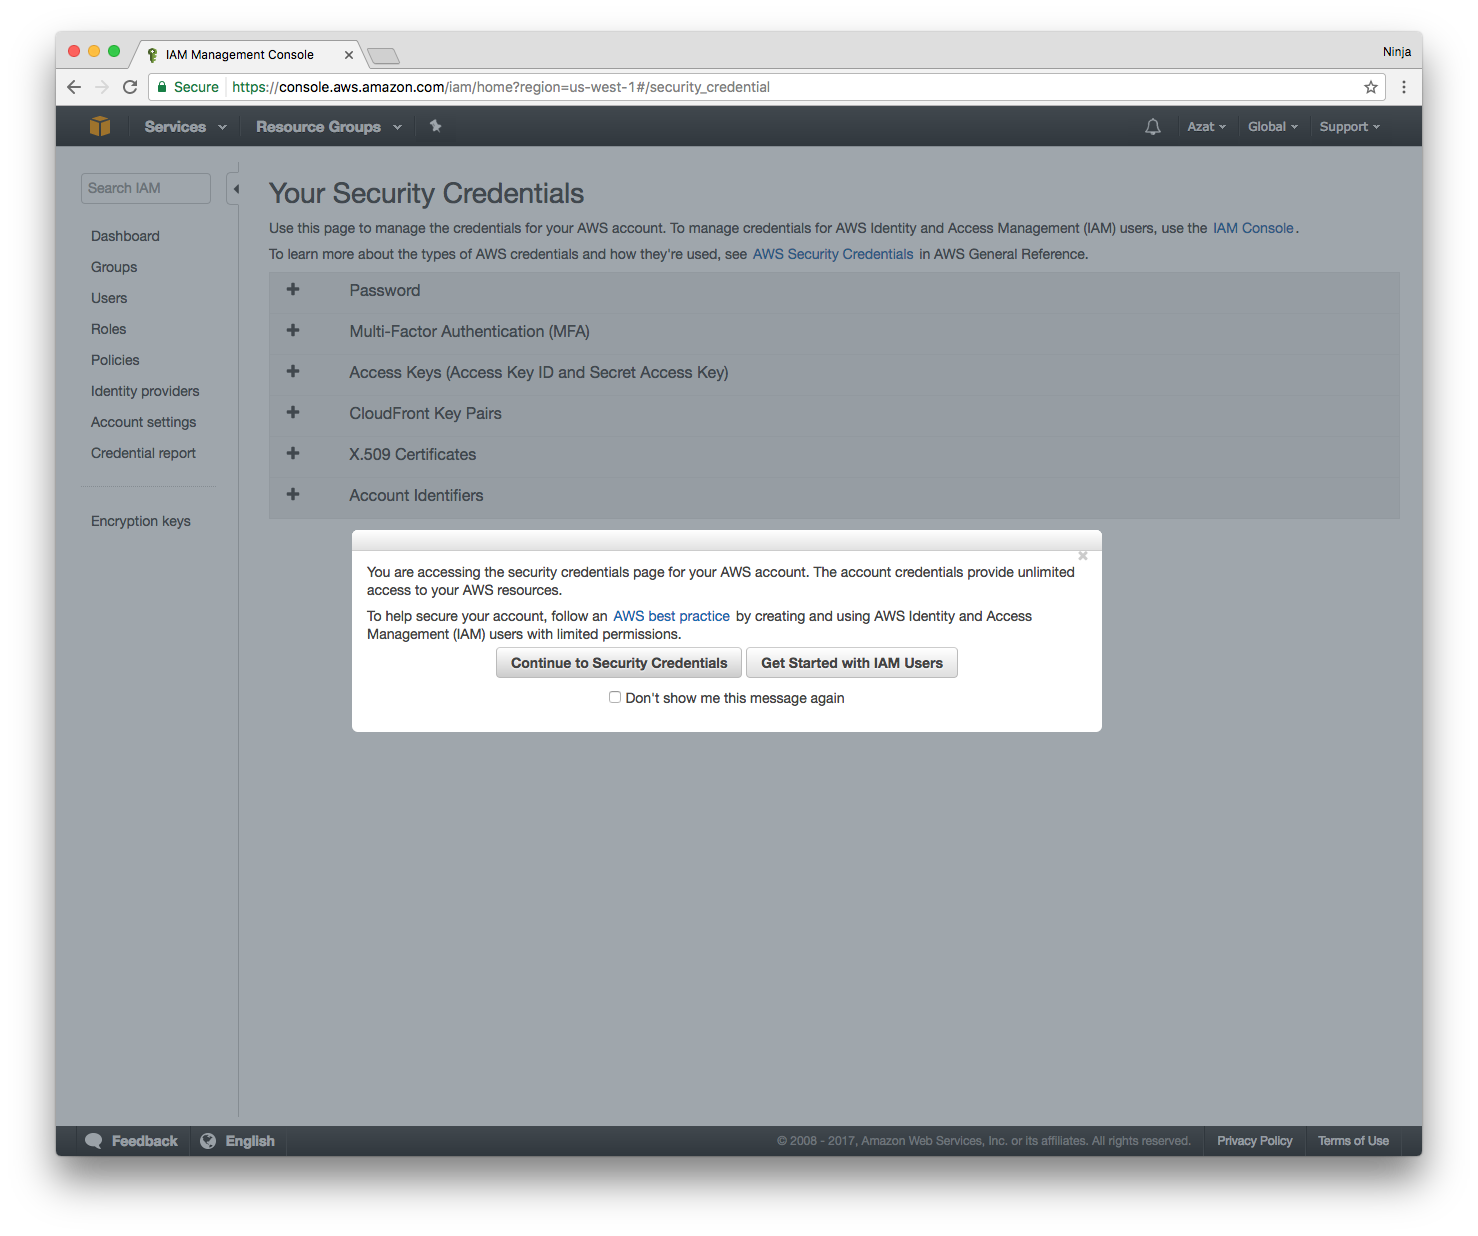 IAM Management Console
Ninja
Secure https://console.aws.amazon.com/iam/home?region=us-west-1#/security_credential
Services Resource Groups Azat Global Support
Search IAM
Dashboard
Groups
Users
Roles
Policies
Identity providers
Account settings
Credential report
Encryption keys
Your Security Credentials
Use this page to manage the credentials for your AWS account. To manage credentials for AWS Identity and Access Management (IAM) users, use the IAM Console.
To learn more about the types of AWS credentials and how they're used, see AWS Security Credentials in AWS General Reference.
Password
Multi-Factor Authentication (MFA)
Access Keys (Access Key ID and Secret Access Key)
CloudFront Key Pairs
X.509 Certificates
Account Identifiers
You are accessing the security credentials page for your AWS account. The account credentials provide unlimited
access to your AWS resources.
To help secure your account, follow an AWS best practice by creating and using AWS Identity and Access
Management (IAM) users with limited permissions.
Continue to Security Credentials Get Started with IAM Users
Don't show me this message again
Feedback English © 2008 - 2017, Amazon Web Services, Inc. or its affiliates. All rights reserved. Privacy Policy Terms of Use